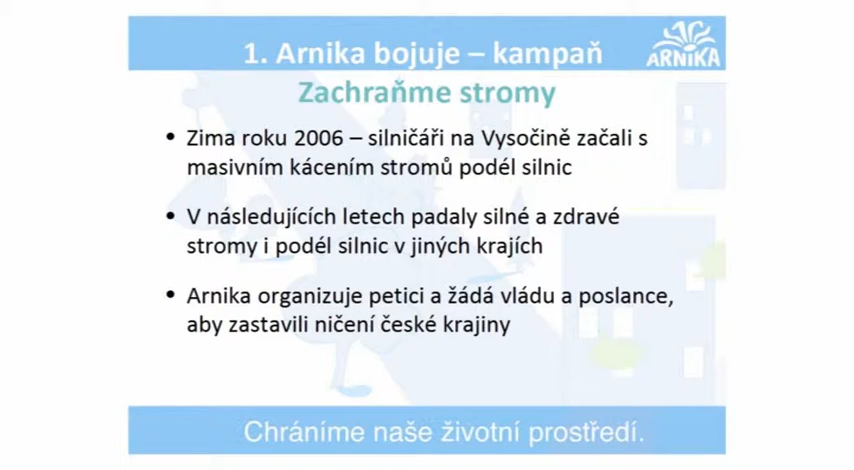 1. Arnika bojuje – kampaň
ARNIKA
Zachraňme stromy
• Zima roku 2006 – silničáři na Vysočině začali s
masivním kácením stromů podél silnic
• V následujících letech padaly silné a zdravé
stromy i podél silnic v jiných krajích
• Arnika organizuje petici a žádá vládu a poslance,
aby zastavili ničení české krajiny
Chráníme naše životní prostředí.